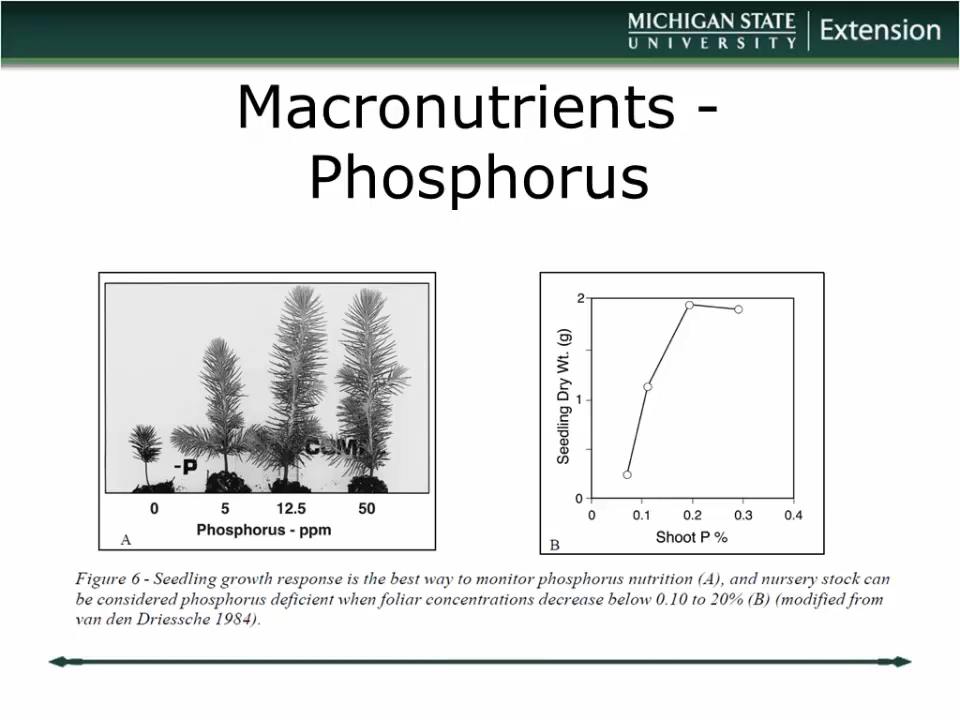 MICHIGAN STATE
UNIVERSITY
Extension
Macronutrients -
Phosphorus
-P
COM
0 5 12.5 50
Phosphorus - ppm
A
2
1
0
Seedling Dry Wt. (g)
0 0.1 0.2 0.3 0.4
Shoot P %
B
Figure 6 - Seedling growth response is the best way to monitor phosphorus nutrition (A), and nursery stock can
be considered phosphorus deficient when foliar concentrations decrease below 0.10 to 20% (B) (modified from
van den Driessche 1984).